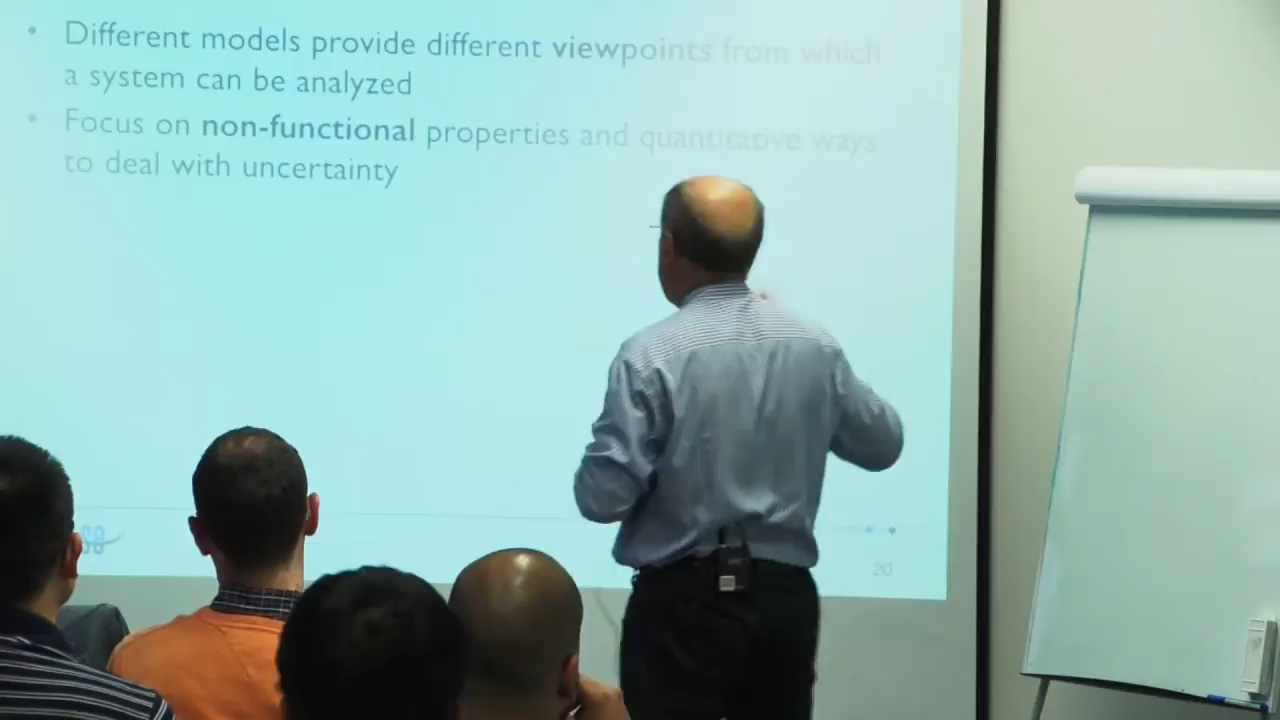 • Different models provide different viewpoints from which
a system can be analyzed
• Focus on non-functional properties and quantitative ways
to deal with uncertainty
20